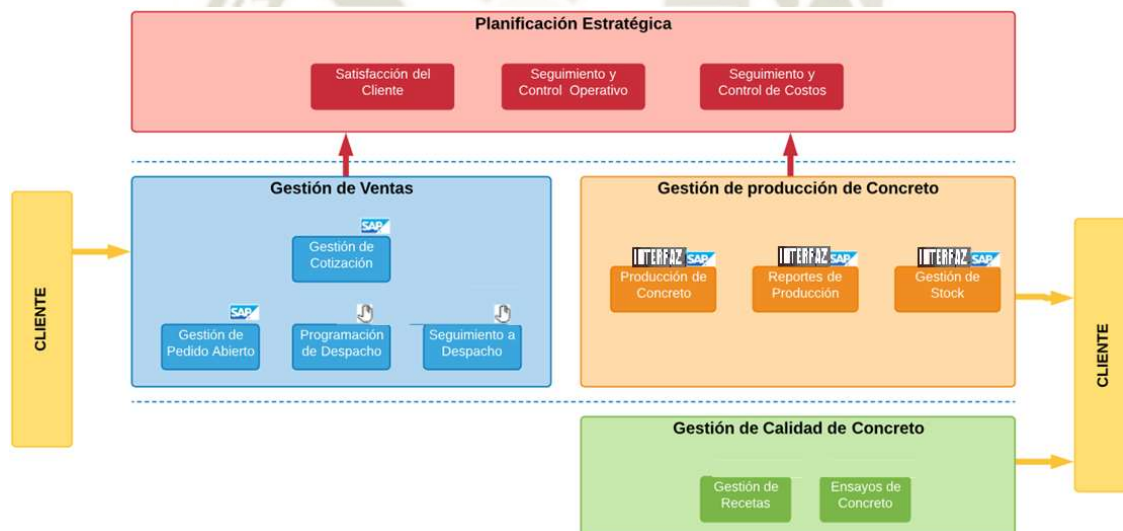 Planificación Estratégica
Satisfacción del
Cliente
Seguimiento y
Control Operativo
Seguimiento y
Control de Costos
CLIENTE
Gestión de Ventas
SAP
Gestión de
Cotización
SAP
Gestión de
Pedido Abierto
Programación
de Despacho
Seguimiento a
Despacho
Gestión de producción de Concreto
INTERFAZ SAP
Producción de
Concreto
INTERFAZ SAP
Reportes de
Producción
INTERFAZ SAP
Gestión de
Stock
Gestión de Calidad de Concreto
Gestión de
Recetas
Ensayos de
Concreto
CLIENTE